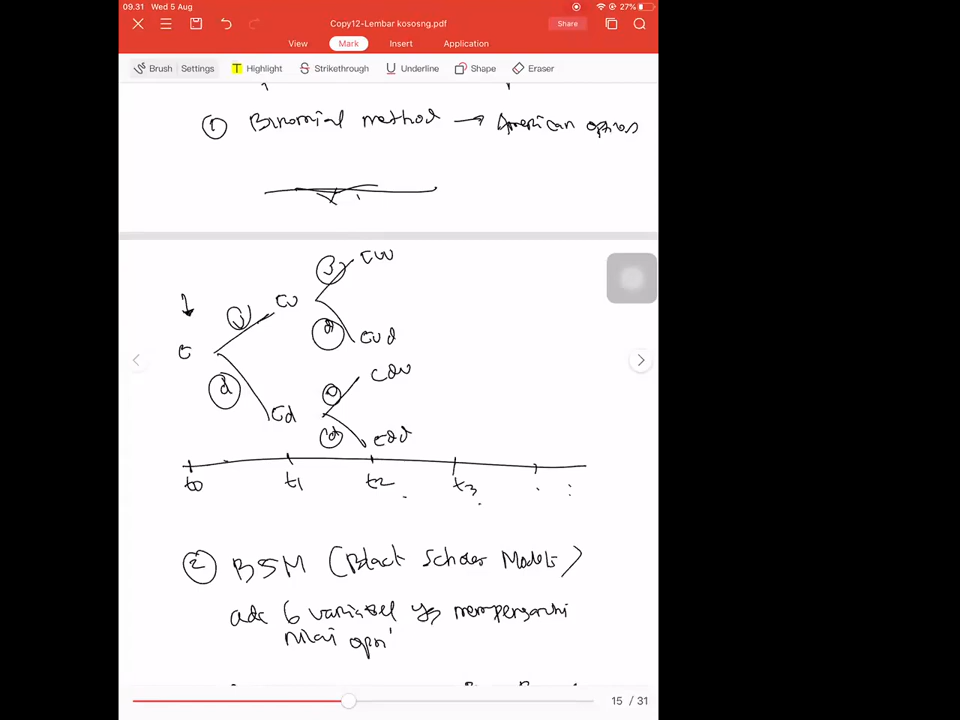 09.31 Wed 5 Aug
27%
Copy12-Lembar kososng.pdf
Share
View Mark Insert Application
Brush Settings T Highlight S Strikethrough U Underline Shape Eraser
① Binomial method → American options
Cuu
u
Cu
u
d
Cud
C
Cdu
d
u
Cd
d
Cdd
t0 t1 t2 t3
② BSM (Black Scholes Models)
ada 6 variabel yg mempengaruhi
nilai opsi
15 / 31